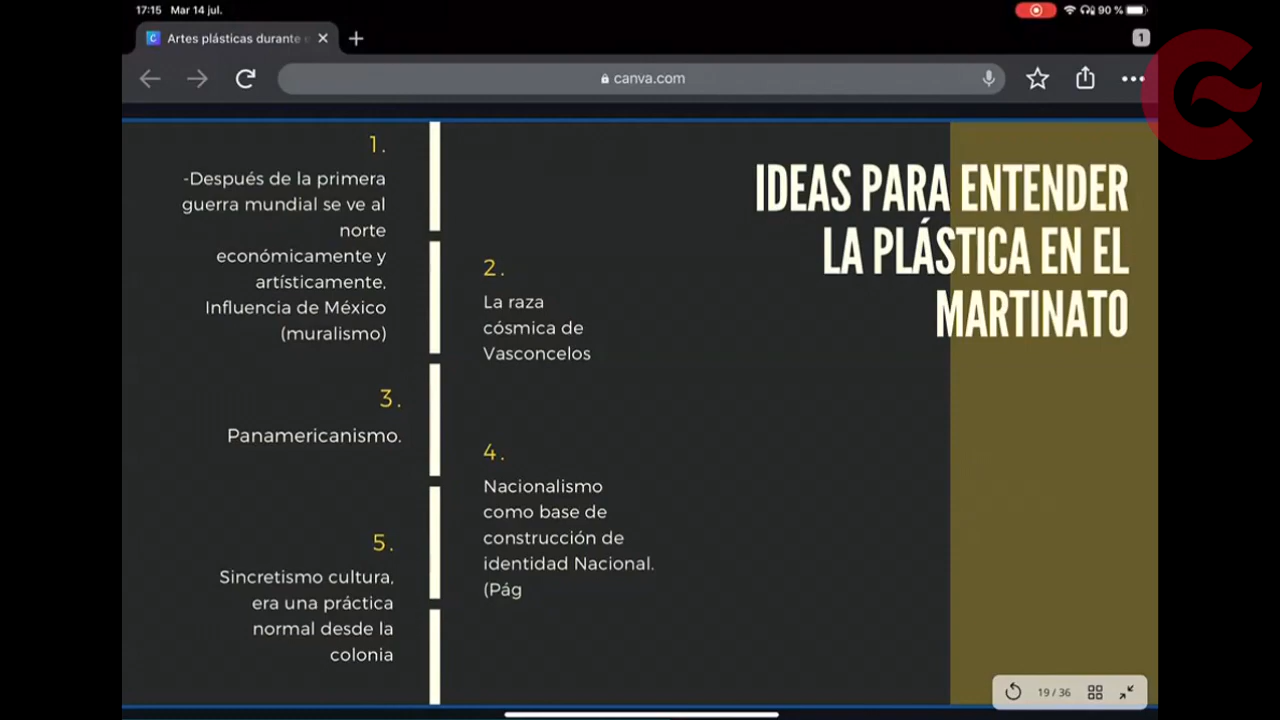 17:15 Mar 14 jul.
90 %
Artes plásticas durante
1
canva.com
IDEAS PARA ENTENDER
LA PLÁSTICA EN EL
MARTINATO
1.
-Después de la primera
guerra mundial se ve al
norte
económicamente y
artísticamente,
Influencia de México
(muralismo)
2.
La raza
cósmica de
Vasconcelos
3.
Panamericanismo.
4.
Nacionalismo
como base de
construcción de
identidad Nacional.
(Pág
5.
Sincretismo cultura,
era una práctica
normal desde la
colonia
19 / 36